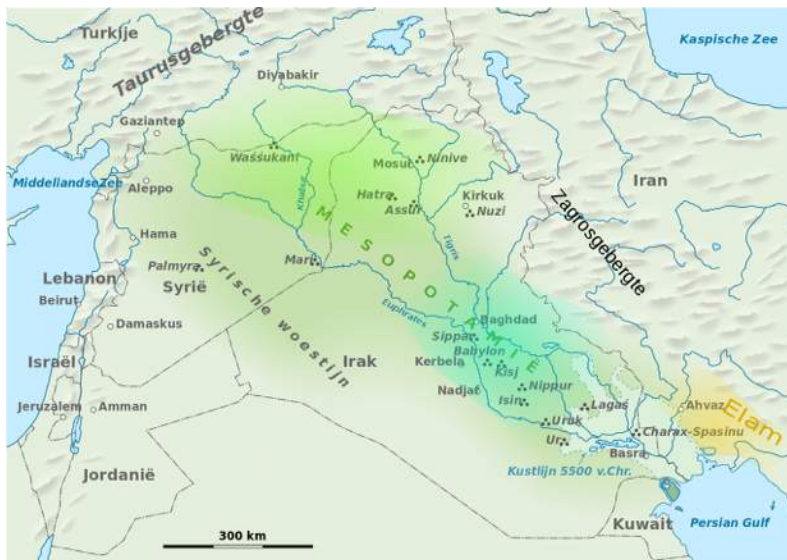 Turkije
Taurusgebergte
Kaspische Zee
Diyabakir
Gaziantep
Wassukani
Mosul
Ninive
Iran
MiddellandseZee
Aleppo
Khabur
Hatra
Assur
Kirkuk
Nuzi
Zagrosgebergte
MESOPOTAMIË
Tigris
Hama
Palmyra
Mari
Syrische woestijn
Lebanon
Syrië
Beirut
Euphrates
Baghdad
Damaskus
Sippar
Israël
Irak
Kerbela
Babylon
Kisj
Nadjaf
Nippur
Isin
Lagaš
Ahvaz
Elam
Jeruzalem
Amman
Uruk
Ur
Charax-Spasinu
Basra
Kustlijn 5500 v.Chr.
Jordanië
300 km
Kuwait
Persian Gulf